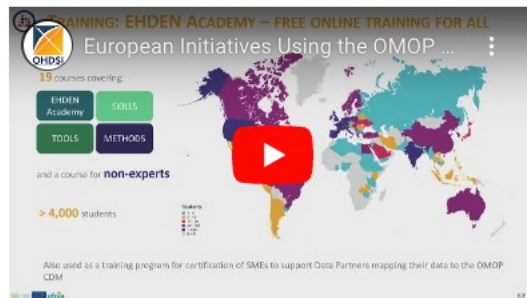 TRAINING: EHDEN ACADEMY – FREE ONLINE TRAINING FOR ALL
European Initiatives Using the OMOP ...
OHDSI
19 courses covering:
EHDEN
Academy
SKILLS
TOOLS
METHODS
and a course for non-experts
> 4,000 students
Students
Also used as a training program for certification of SMEs to support Data Partners mapping their data to the OMOP
CDM
efpia